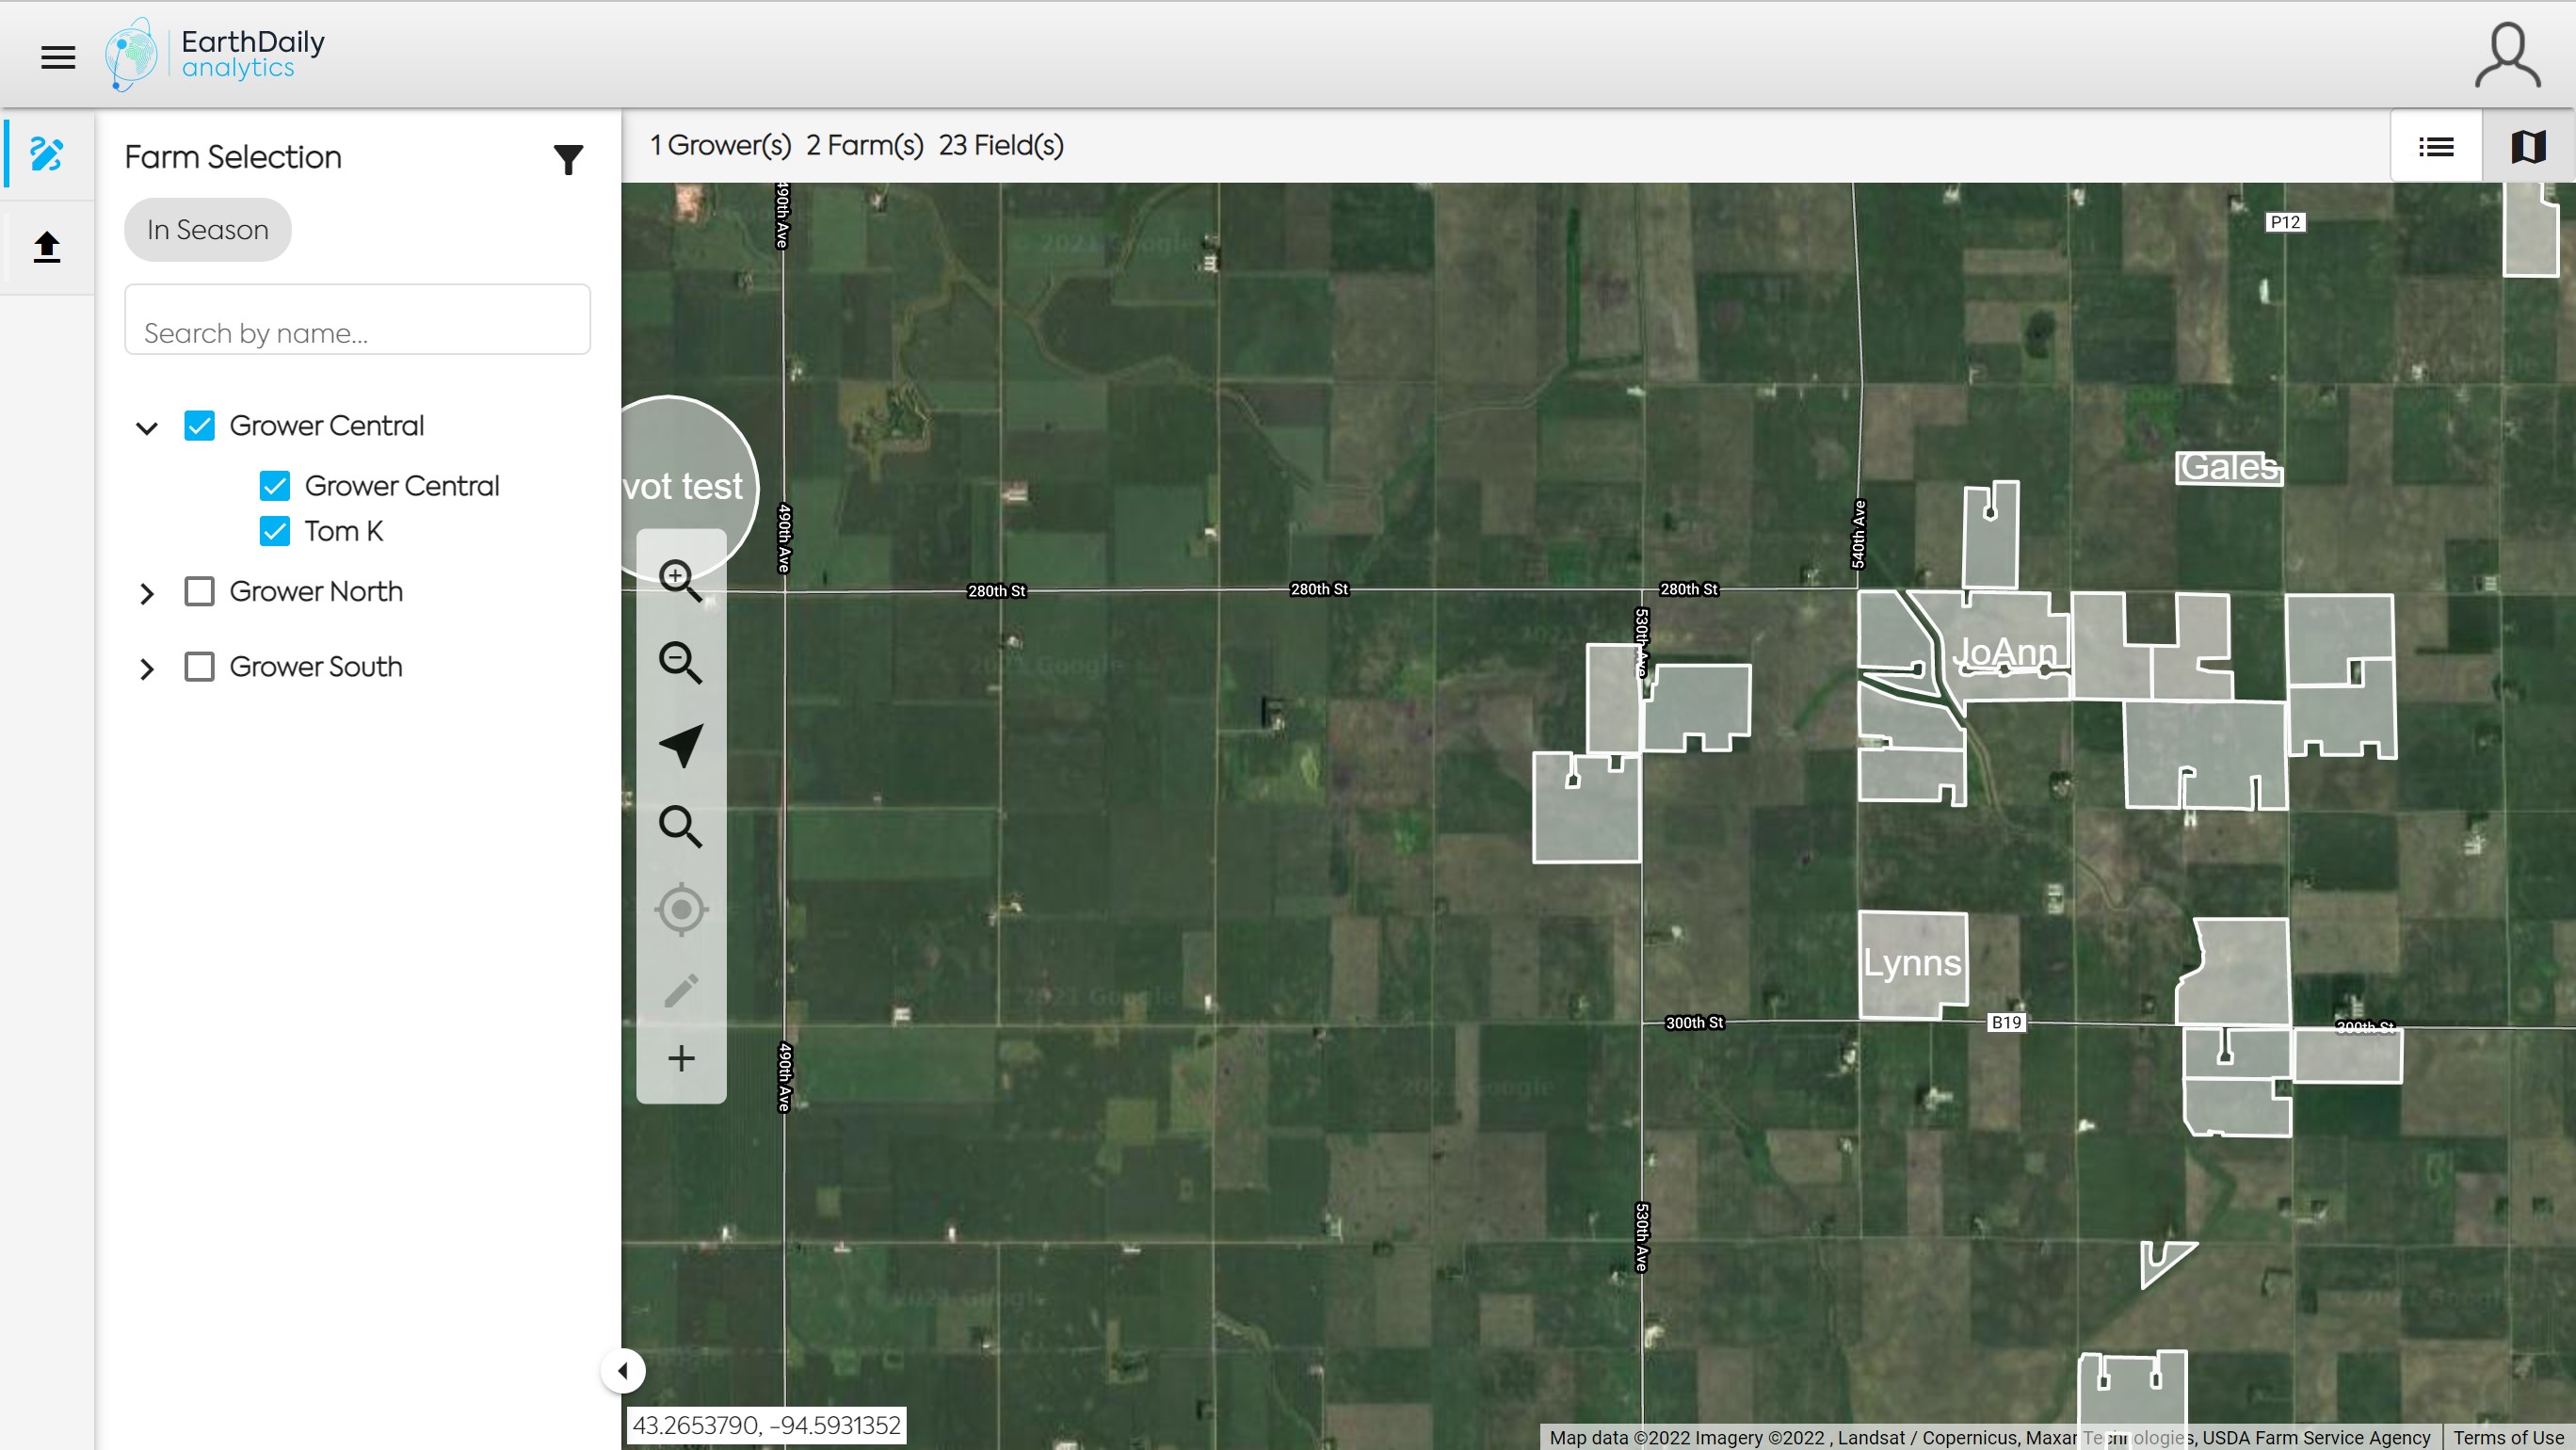 EarthDaily
analytics
Farm Selection
In Season
Search by name...
Grower Central
Grower Central
Tom K
Grower North
Grower South
1 Grower(s) 2 Farm(s) 23 Field(s)
490th Ave
P12
vot test
490th Ave
540th Ave
Gales
280th St
280th St
280th St
530th Ave
JoAnn
Lynns
300th St
B19
300th St
490th Ave
530th Ave
43.2653790, -94.5931352
Map data ©2022 Imagery ©2022 , Landsat / Copernicus, Maxar Technologies, USDA Farm Service Agency
Terms of Use